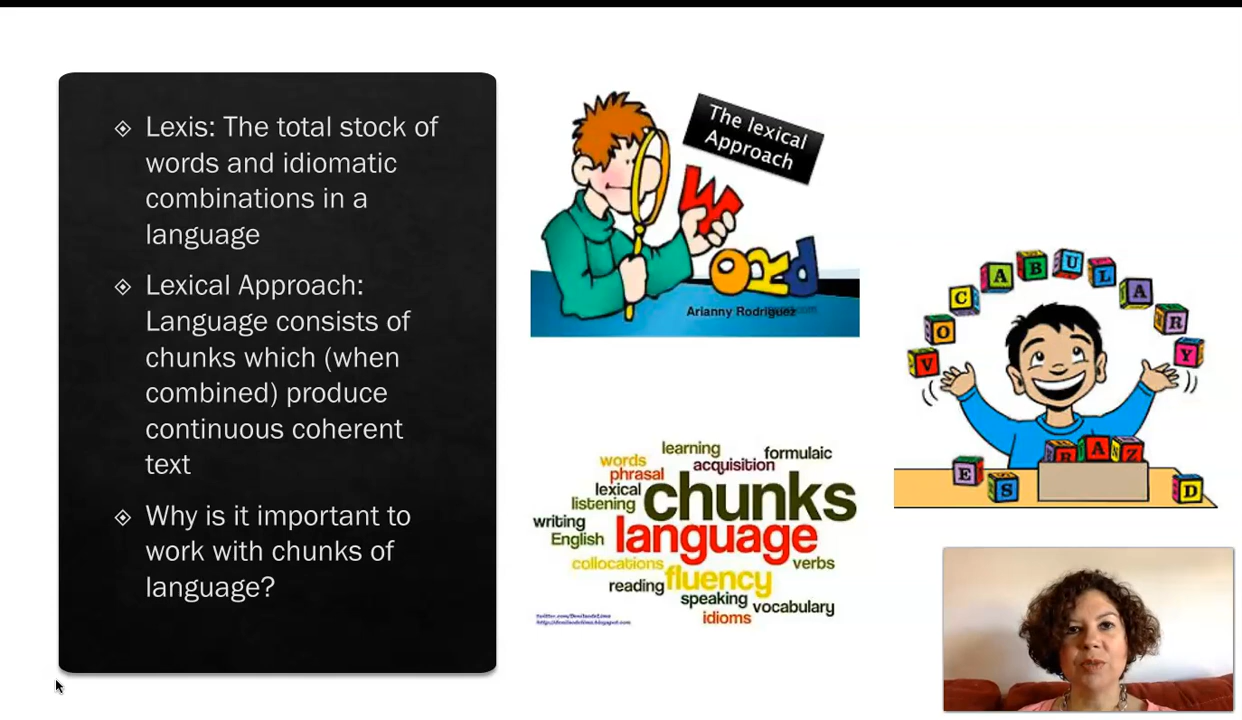 Lexis: The total stock of
words and idiomatic
combinations in a
language
Lexical Approach:
Language consists of
chunks which (when
combined) produce
continuous coherent
text
Why is it important to
work with chunks of
language?
The lexical
Approach
W
ORd
Arianny Rodriguez
VOCABULARY
E
S
R A N Z
D
learning
formulaic
words
acquisition
phrasal
lexical
chunks
listening
writing
language
English
collocations
verbs
reading
fluency
speaking
vocabulary
idioms